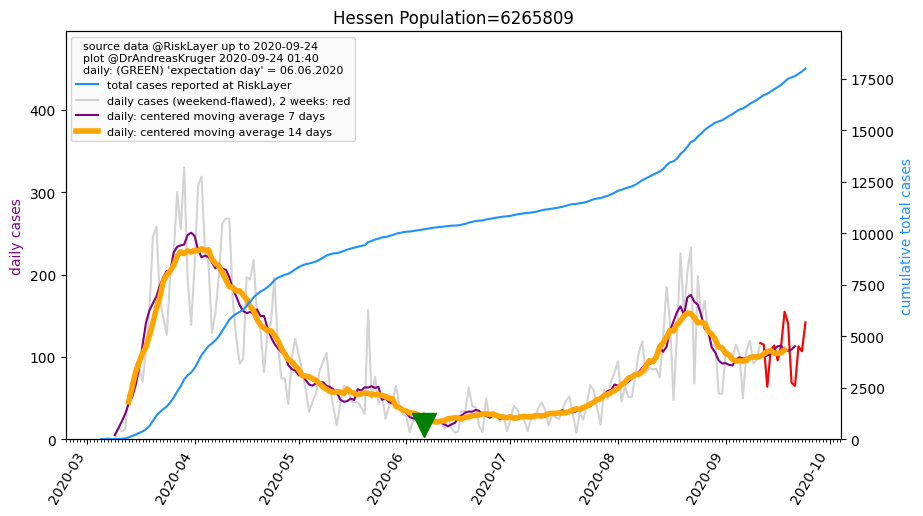 Hessen Population=6265809
source data @RiskLayer up to 2020-09-24
plot @DrAndreasKruger 2020-09-24 01:40
daily: (GREEN) 'expectation day' = 06.06.2020
total cases reported at RiskLayer
daily cases (weekend-flawed), 2 weeks: red
daily: centered moving average 7 days
daily: centered moving average 14 days
daily cases
400
300
200
100
0
cumulative total cases
17500
15000
12500
10000
7500
5000
2500
0
2020-03
2020-04
2020-05
2020-06
2020-07
2020-08
2020-09
2020-10